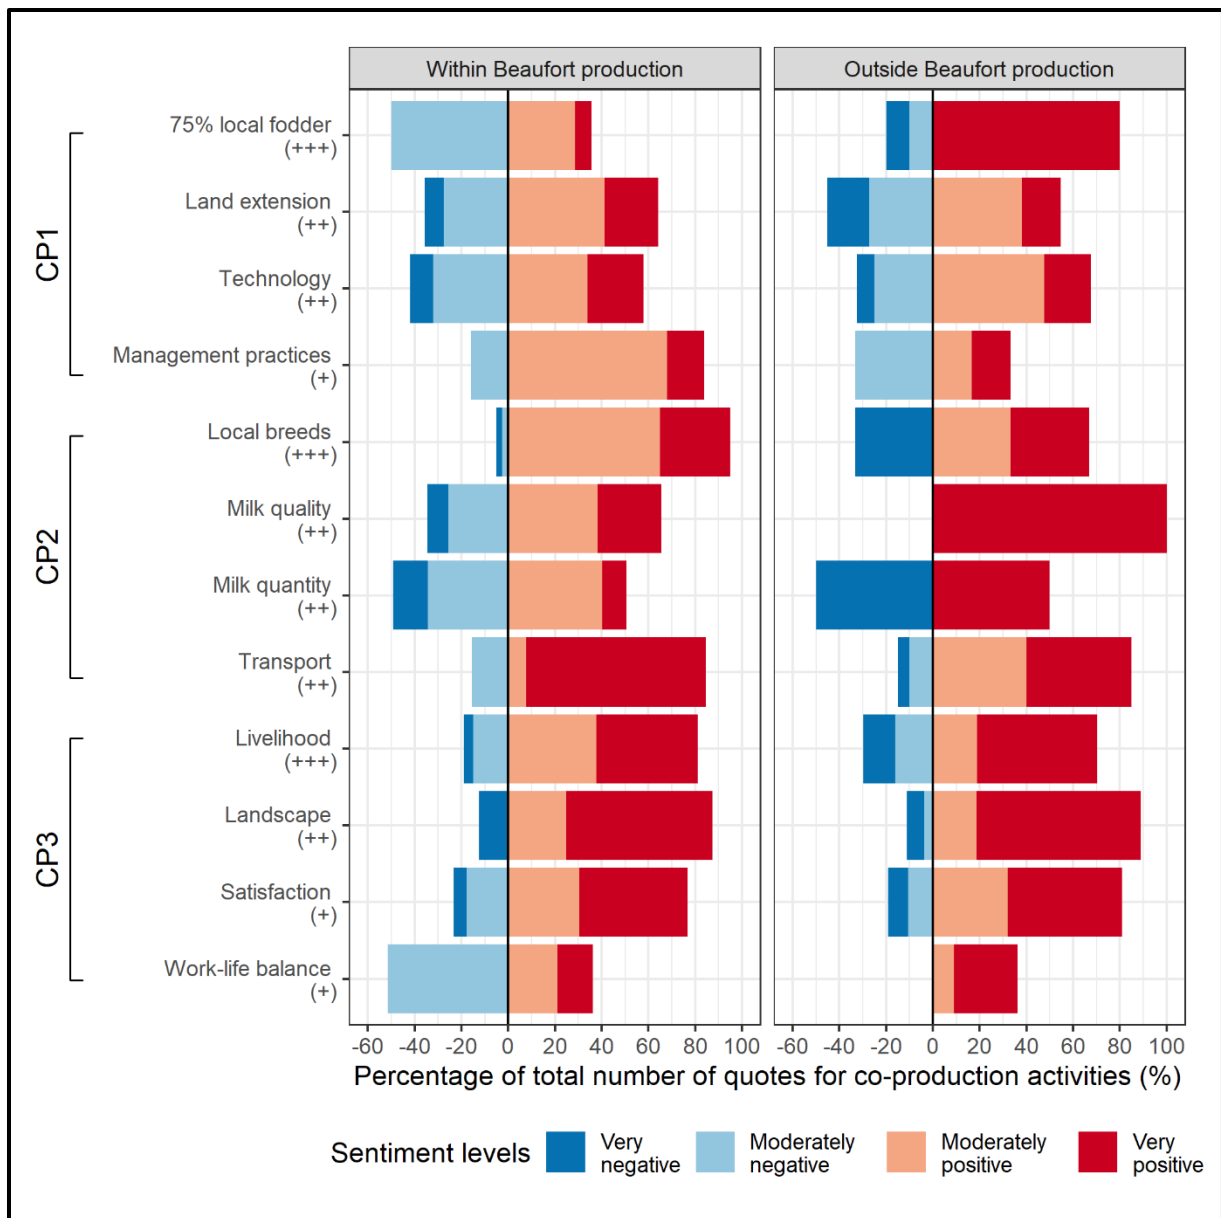 Within Beaufort production
Outside Beaufort production
CP1
75% local fodder
(+++)
Land extension
(++)
Technology
(++)
Management practices
(+)
CP2
Local breeds
(+++)
Milk quality
(++)
Milk quantity
(++)
Transport
(++)
CP3
Livelihood
(+++)
Landscape
(++)
Satisfaction
(+)
Work-life balance
(+)
-60 -40 -20 0 20 40 60 80 100
-60 -40 -20 0 20 40 60 80 100
Percentage of total number of quotes for co-production activities (%)
Sentiment levels
Very
negative
Moderately
negative
Moderately
positive
Very
positive